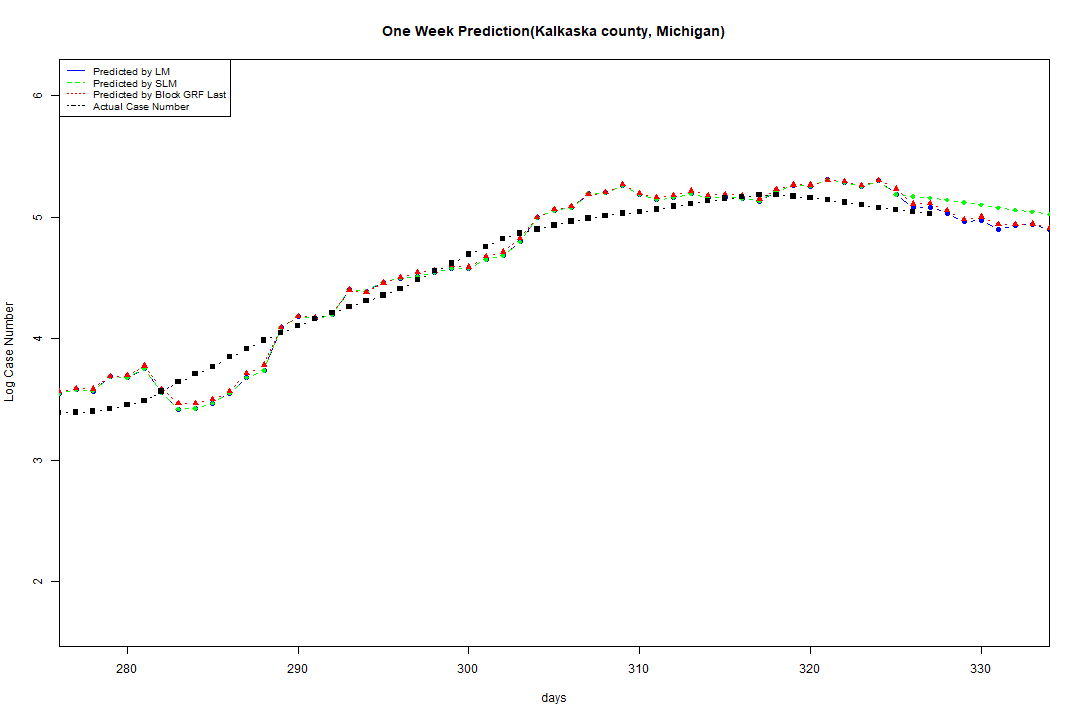 One Week Prediction(Kalkaska county, Michigan)
Predicted by LM
Predicted by SLM
Predicted by Block GRF Last
Actual Case Number
6
5
4
3
2
Log Case Number
280 290 300 310 320 330
days